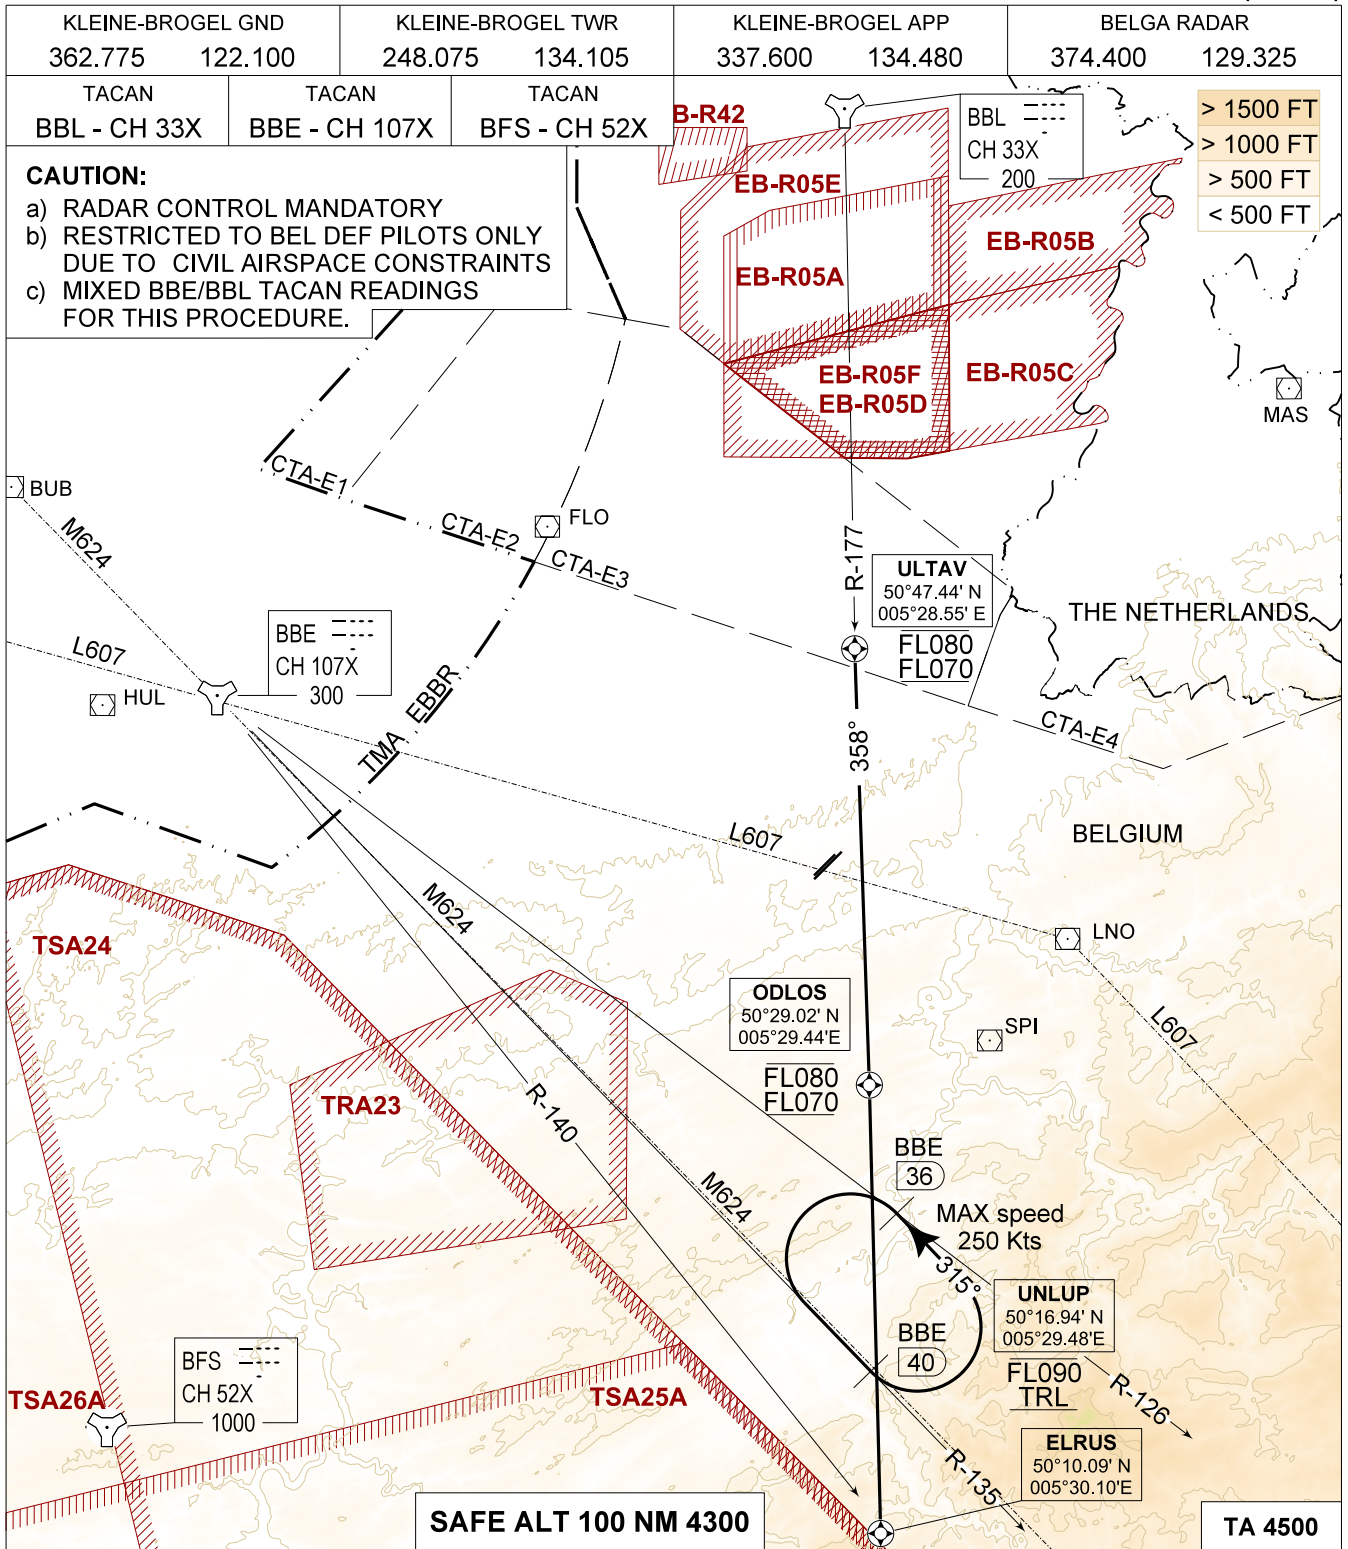 KLEINE-BROGEL GND
362.775 122.100
KLEINE-BROGEL TWR
248.075 134.105
KLEINE-BROGEL APP
337.600 134.480
BELGA RADAR
374.400 129.325
TACAN
BBL - CH 33X
TACAN
BBE - CH 107X
TACAN
BFS - CH 52X
CAUTION:
a) RADAR CONTROL MANDATORY
b) RESTRICTED TO BEL DEF PILOTS ONLY
DUE TO CIVIL AIRSPACE CONSTRAINTS
c) MIXED BBE/BBL TACAN READINGS
FOR THIS PROCEDURE.
B-R42
BBL
CH 33X
200
> 1500 FT
> 1000 FT
> 500 FT
< 500 FT
EB-R05E
EB-R05B
EB-R05A
EB-R05F
EB-R05D
EB-R05C
MAS
BUB
M624
CTA-E1
CTA-E2
FLO
CTA-E3
R-177
ULTAV
50°47.44' N
005°28.55' E
FL080
FL070
THE NETHERLANDS
L607
BBE
CH 107X
300
HUL
TMA EBBR
358°
CTA-E4
BELGIUM
L607
M624
LNO
TSA24
ODLOS
50°29.02' N
005°29.44'E
FL080
FL070
SPI
L607
TRA23
R-140
BBE
36
M624
MAX speed
250 Kts
315°
UNLUP
50°16.94' N
005°29.48'E
FL090
TRL
BBE
40
R-126
BFS
CH 52X
1000
TSA26A
TSA25A
ELRUS
50°10.09' N
005°30.10'E
R-135
SAFE ALT 100 NM 4300
TA 4500